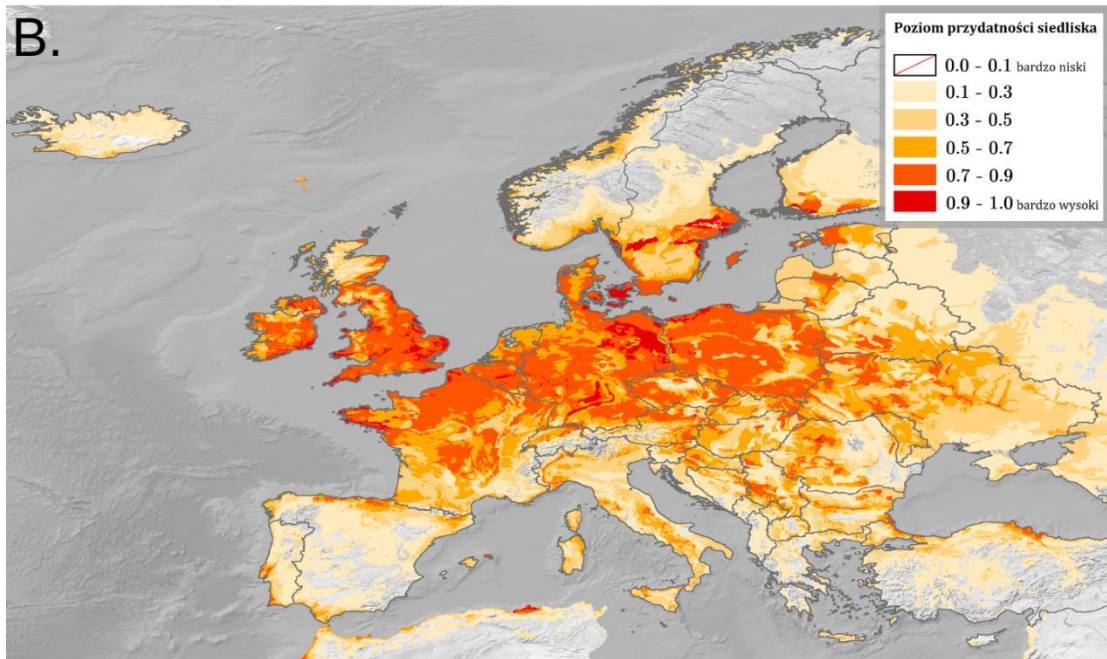 B.
Poziom przydatności siedliska
0.0 - 0.1 bardzo niski
0.1 - 0.3
0.3 - 0.5
0.5 - 0.7
0.7 - 0.9
0.9 - 1.0 bardzo wysoki